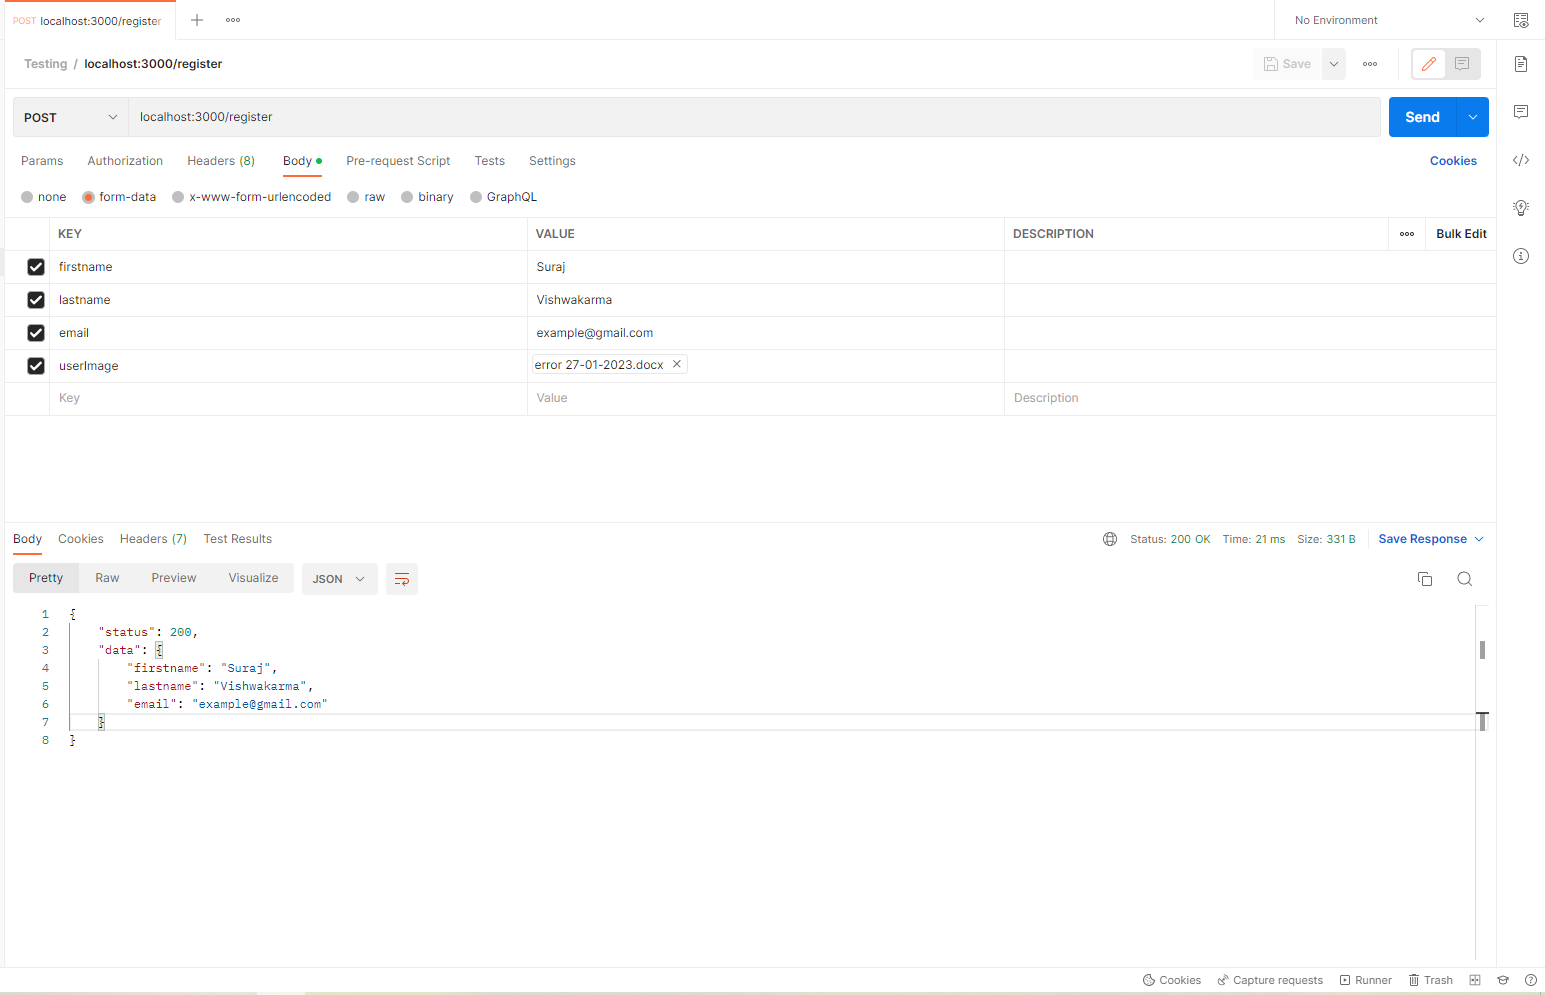 POST localhost:3000/register
No Environment
Testing / localhost:3000/register
Save
POST localhost:3000/register Send
Params Authorization Headers (8) Body Pre-request Script Tests Settings Cookies
none form-data x-www-form-urlencoded raw binary GraphQL
KEY VALUE DESCRIPTION Bulk Edit
firstname Suraj
lastname Vishwakarma
email example@gmail.com
userImage error 27-01-2023.docx
Key Value Description
Body Cookies Headers (7) Test Results Status: 200 OK Time: 21 ms Size: 331 B Save Response
Pretty Raw Preview Visualize JSON
1 {
2 "status": 200,
3 "data": {
4 "firstname": "Suraj",
5 "lastname": "Vishwakarma",
6 "email": "example@gmail.com"
7 }
8 }
Cookies Capture requests Runner Trash